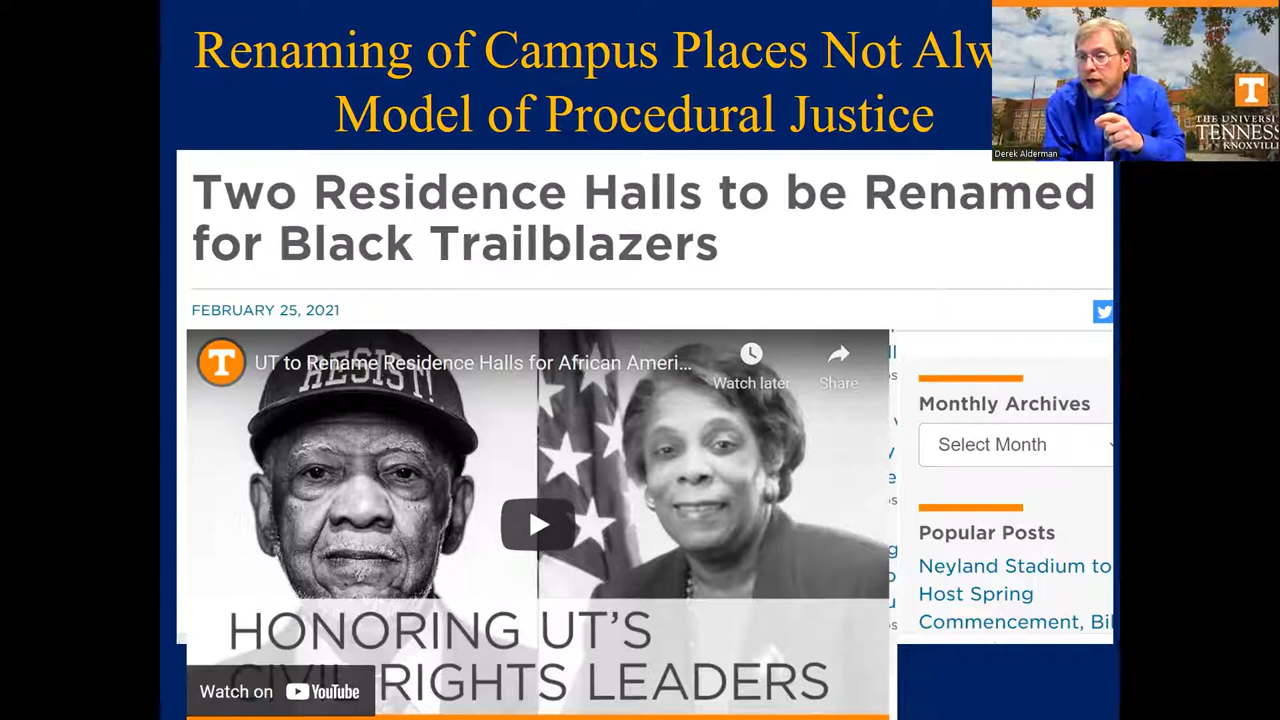 Renaming of Campus Places Not Alw
Model of Procedural Justice
T
THE UNIVERSI
TENNESS
KNOXVILL
Derek Alderman
Two Residence Halls to be Renamed
for Black Trailblazers
FEBRUARY 25, 2021
T
UT to Rename Residence Halls for African Ameri...
Watch later
Share
RESIST!
Monthly Archives
Select Month
Popular Posts
Neyland Stadium to
Host Spring
Commencement, Bil
HONORING UT'S
CIVIL RIGHTS LEADERS
Watch on YouTube